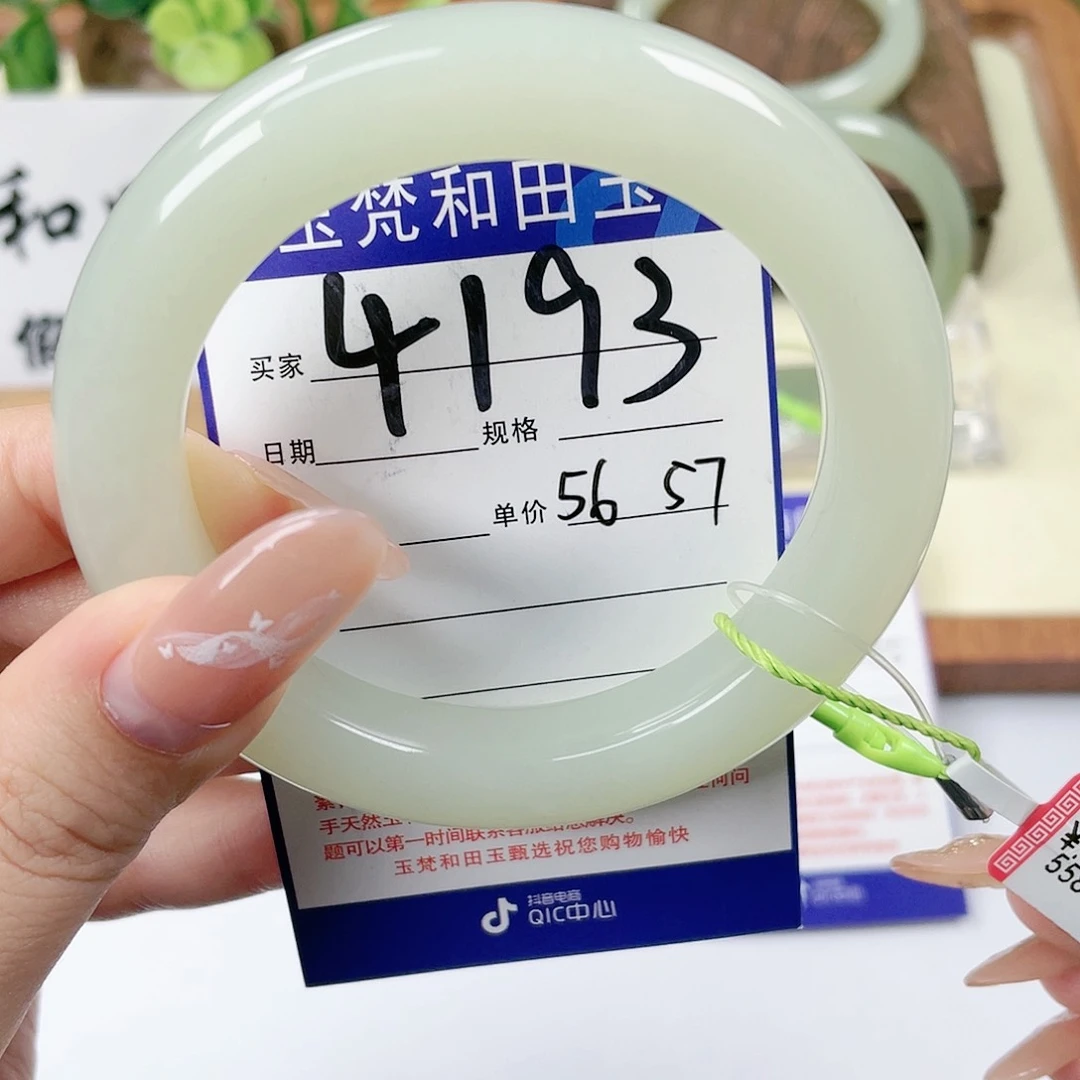 和
玉梵和田玉
4193
买家
日期 规格
单价 56 57
手天然玉
题可以第一时间联系客服给您解决。
玉梵和田玉甄选祝您购物愉快
抖音电商
QIC中心
¥